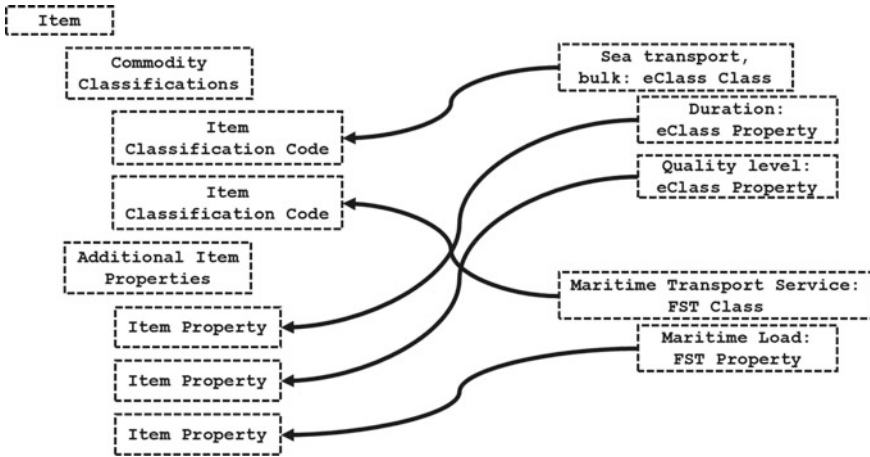 Item
Commodity
Classifications
Item
Classification Code
Item
Classification Code
Additional Item
Properties
Item Property
Item Property
Item Property
Sea transport,
bulk: eClass Class
Duration:
eClass Property
Quality level:
eClass Property
Maritime Transport Service:
FST Class
Maritime Load:
FST Property